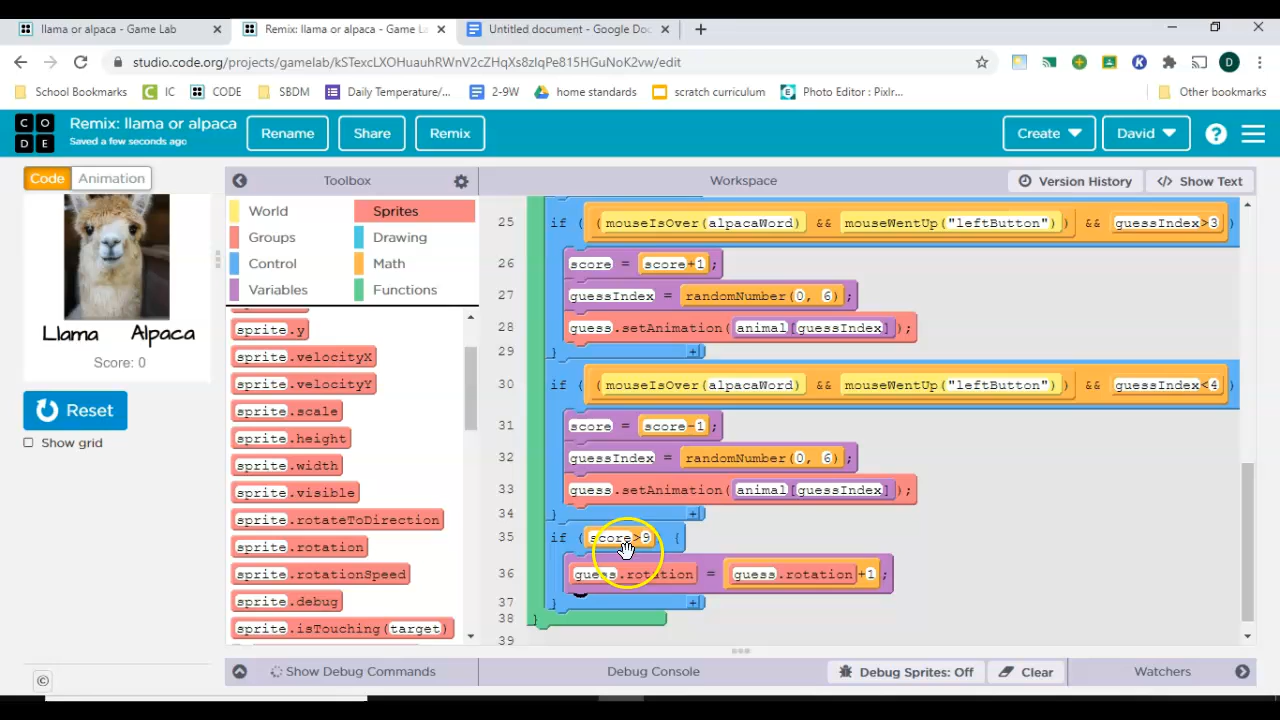 llama or alpaca - Game Lab
Remix: llama or alpaca - Game La
Untitled document - Google Doc
studio.code.org/projects/gamelab/
School Bookmarks
IC
CODE
SBDM
Daily Temperature/...
2-9W
home standards
scratch curriculum
Photo Editor : Pixlr...
Other bookmarks
C O
D E
Remix: llama or alpaca
Saved a few seconds ago
Rename
Share
Remix
Create
David
?
Code
Animation
Toolbox
Workspace
Version History
</> Show Text
World
Sprites
Groups
Drawing
Control
Math
Variables
Functions
Llama
Alpaca
Score: 0
Reset
Show grid
sprite.y
sprite.velocityX
sprite.velocityY
sprite.scale
sprite.height
sprite.width
sprite.visible
sprite.rotateToDirection
sprite.rotation
sprite.rotationSpeed
sprite.debug
sprite.isTouching(target)
25 if ( (mouseIsOver(alpacaWord) && mouseWentUp("leftButton") ) && guessIndex>3 )
26 score = score+1;
27 guessIndex = randomNumber(0, 6);
28 guess.setAnimation(animal[guessIndex]);
29 } +
30 if ( (mouseIsOver(alpacaWord) && mouseWentUp("leftButton") ) && guessIndex<4 )
31 score = score-1;
32 guessIndex = randomNumber(0, 6);
33 guess.setAnimation(animal[guessIndex]);
34 } +
35 if ( score>9 {
36 guess.rotation = guess.rotation+1;
37 } +
38 }
39
©
Show Debug Commands
Debug Console
Debug Sprites: Off
Clear
Watchers